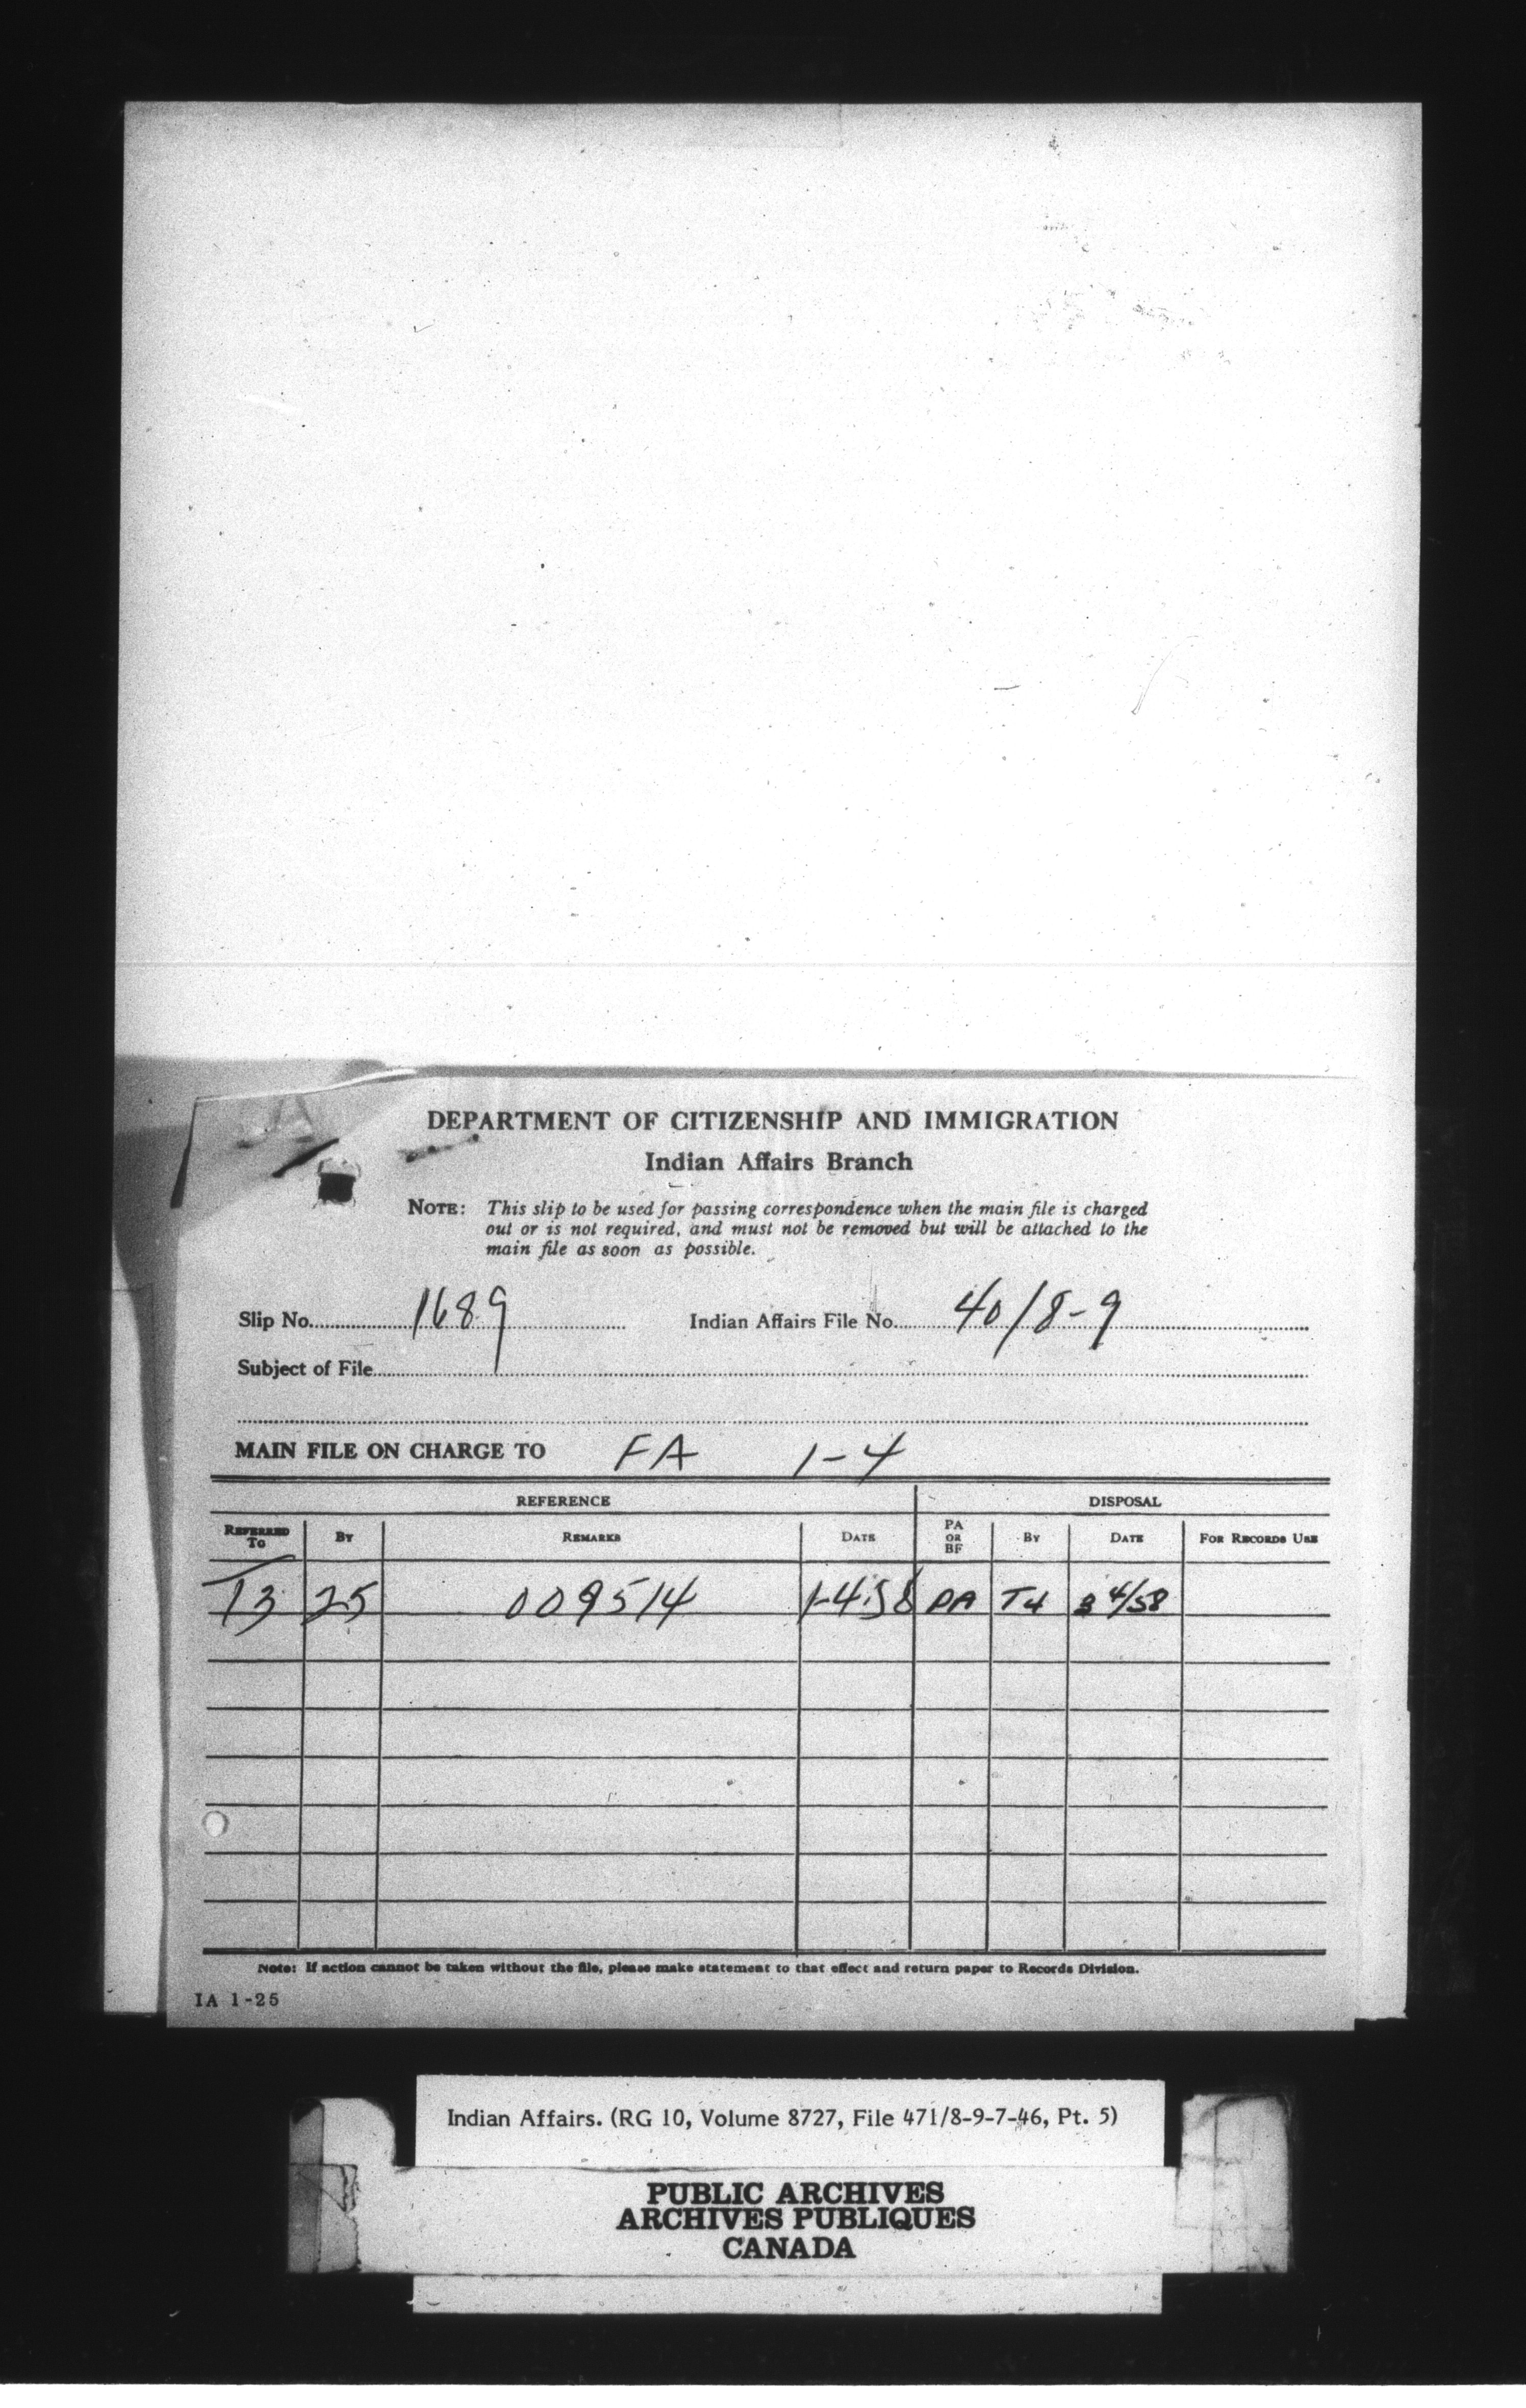 DEPARTMENT OF CITIZENSHIP AND IMMIGRATION
Indian Affairs Branch
NOTE: This slip to be used for passing correspondence when the main file is charged
out or is not required, and must not be removed but will be attached to the
main file as soon as possible.
Slip No. 1689 Indian Affairs File No. 40/8-9
Subject of File
MAIN FILE ON CHARGE TO FA 1-4
REFERENCE DISPOSAL
REFERRED TO BY REMARKS DATE PA OR BF BY DATE FOR RECORDS USE
13 25 009514 1-4-58 PA 3 4/58
Note: If action cannot be taken without the file, please make statement to that effect and return paper to Records Division.
IA 1-25
Indian Affairs. (RG 10, Volume 8727, File 471/8-9-7-46, Pt. 5)
PUBLIC ARCHIVES
ARCHIVES PUBLIQUES
CANADA